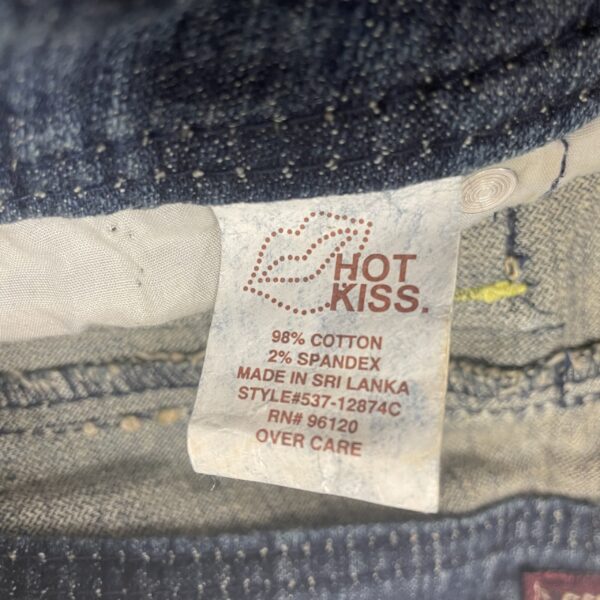 HOT
KISS.
98% COTTON
2% SPANDEX
MADE IN SRI LANKA
STYLE#537-12874C
RN# 96120
OVER CARE